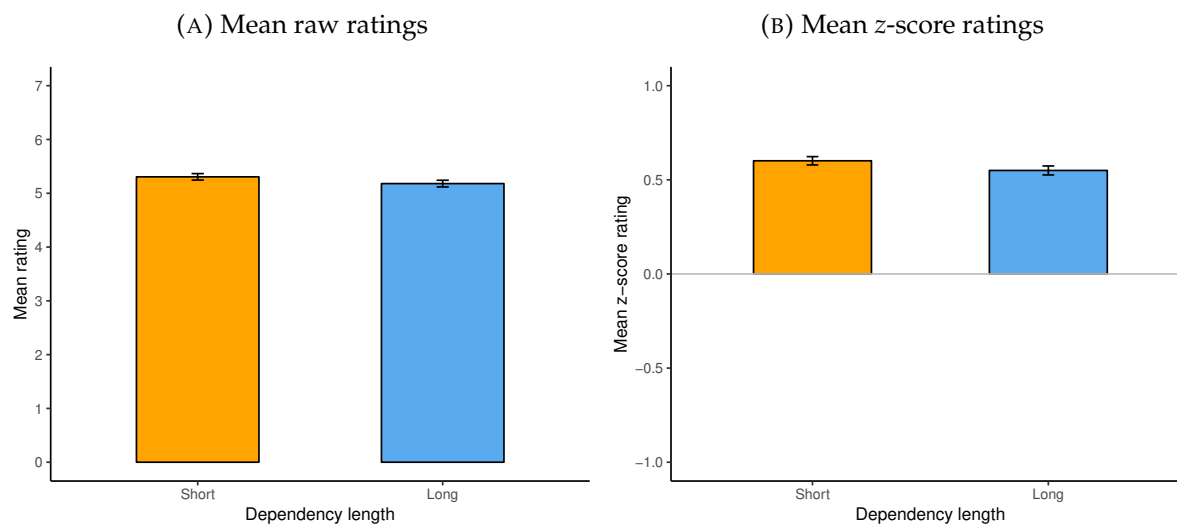 (A) Mean raw ratings
7
6
5
4
3
2
1
0
Mean rating
Short Long
Dependency length
(B) Mean z-score ratings
1.0
0.5
0.0
−0.5
−1.0
Mean z−score rating
Short Long
Dependency length